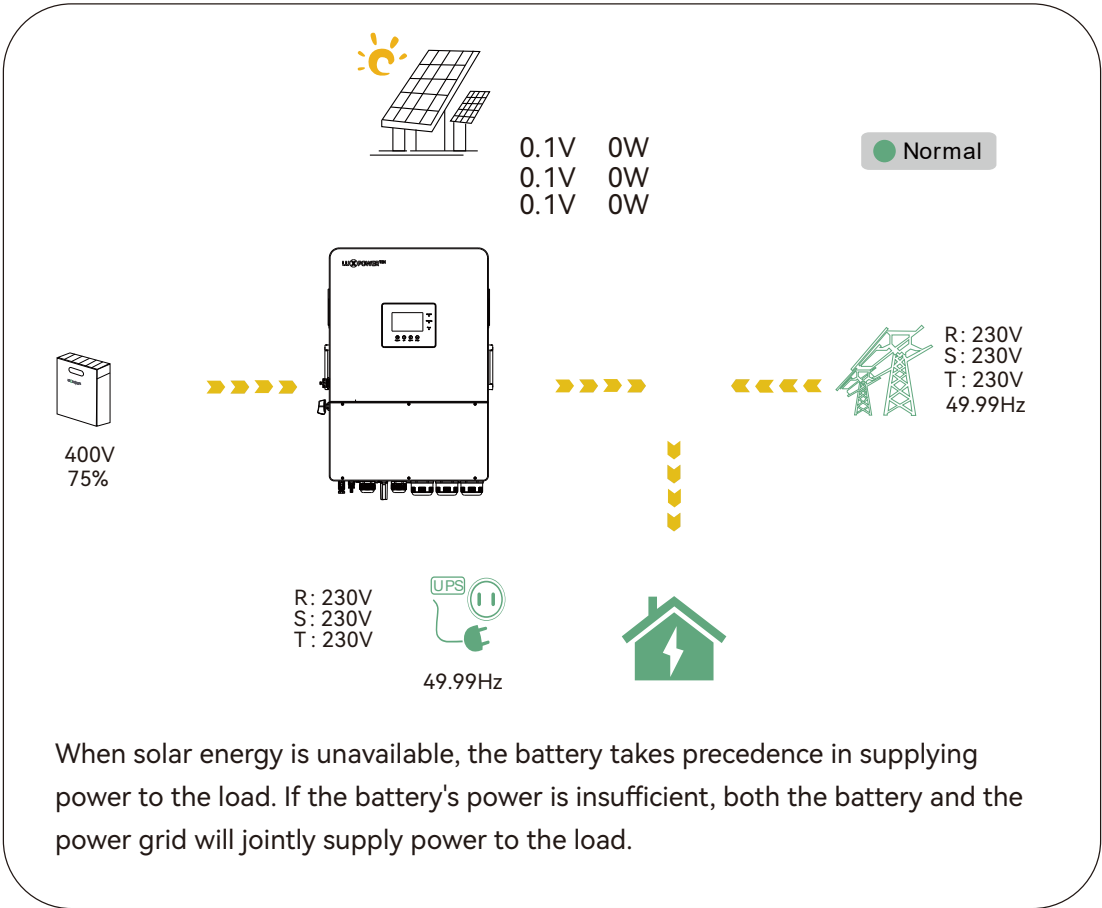 0.1V 0W
0.1V 0W
0.1V 0W
Normal
LUXPOWER
R: 230V
S: 230V
T: 230V
49.99Hz
400V
75%
R: 230V
S: 230V
T: 230V
UPS
49.99Hz
When solar energy is unavailable, the battery takes precedence in supplying
power to the load. If the battery's power is insufficient, both the battery and the
power grid will jointly supply power to the load.